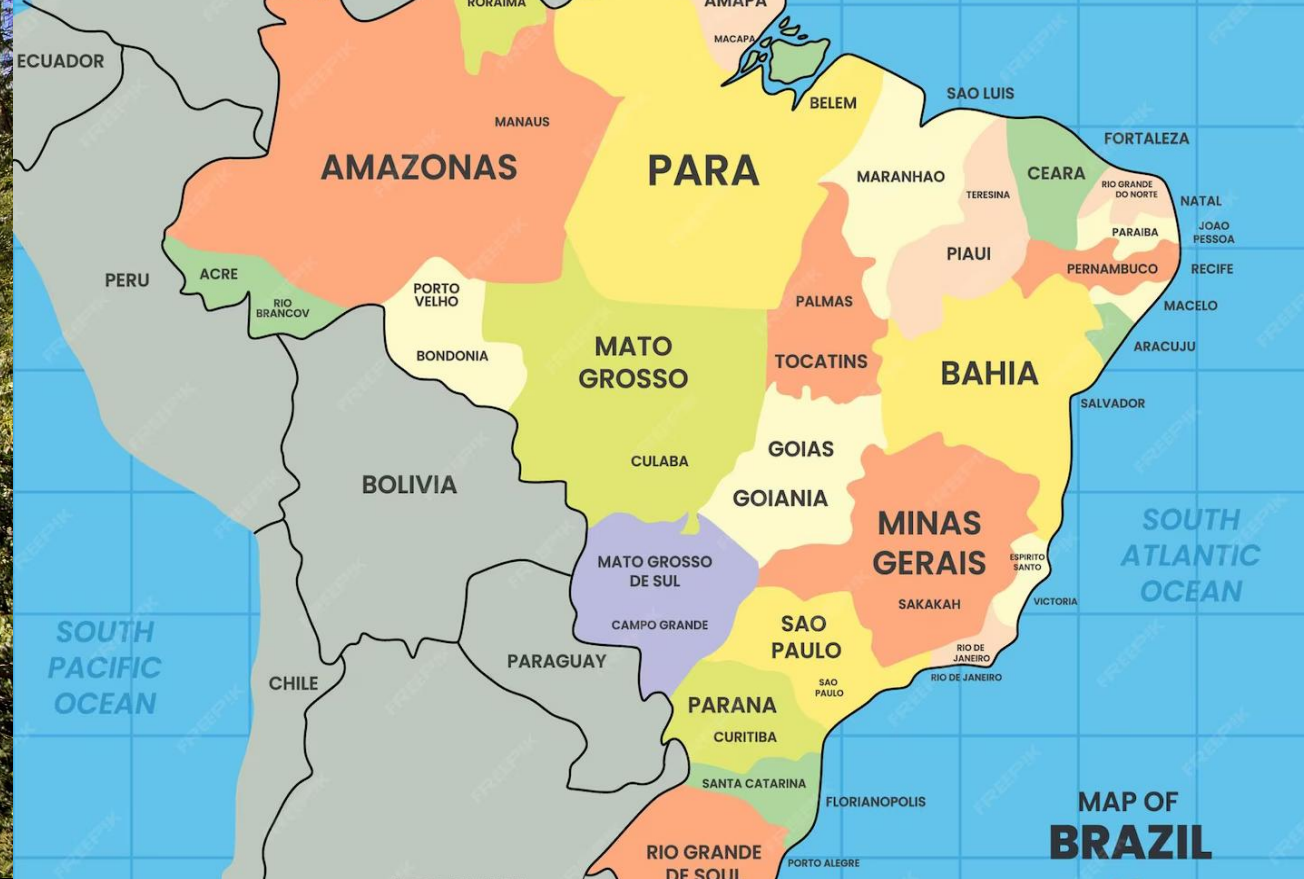 RORAIMA
AMAPA
MACAPA
ECUADOR
BELEM
SAO LUIS
MANAUS
FORTALEZA
AMAZONAS
PARA
MARANHAO
CEARA
TERESINA
RIO GRANDE
DO NORTE
NATAL
PARAIBA
JOAO
PESSOA
PIAUI
PERNAMBUCO
RECIFE
PERU
ACRE
RIO
BRANCOV
PORTO
VELHO
PALMAS
MACELO
BONDONIA
MATO
GROSSO
TOCATINS
BAHIA
ARACUJU
SALVADOR
CULABA
GOIAS
GOIANIA
BOLIVIA
MINAS
GERAIS
SAKAKAH
ESPIRITO
SANTO
VICTORIA
SOUTH
ATLANTIC
OCEAN
MATO GROSSO
DE SUL
CAMPO GRANDE
SAO
PAULO
SAO
PAULO
RIO DE
JANEIRO
RIO DE JANEIRO
SOUTH
PACIFIC
OCEAN
CHILE
PARAGUAY
PARANA
CURITIBA
SANTA CATARINA
FLORIANOPOLIS
RIO GRANDE
DE SOUL
PORTO ALEGRE
MAP OF
BRAZIL
FREEPIK